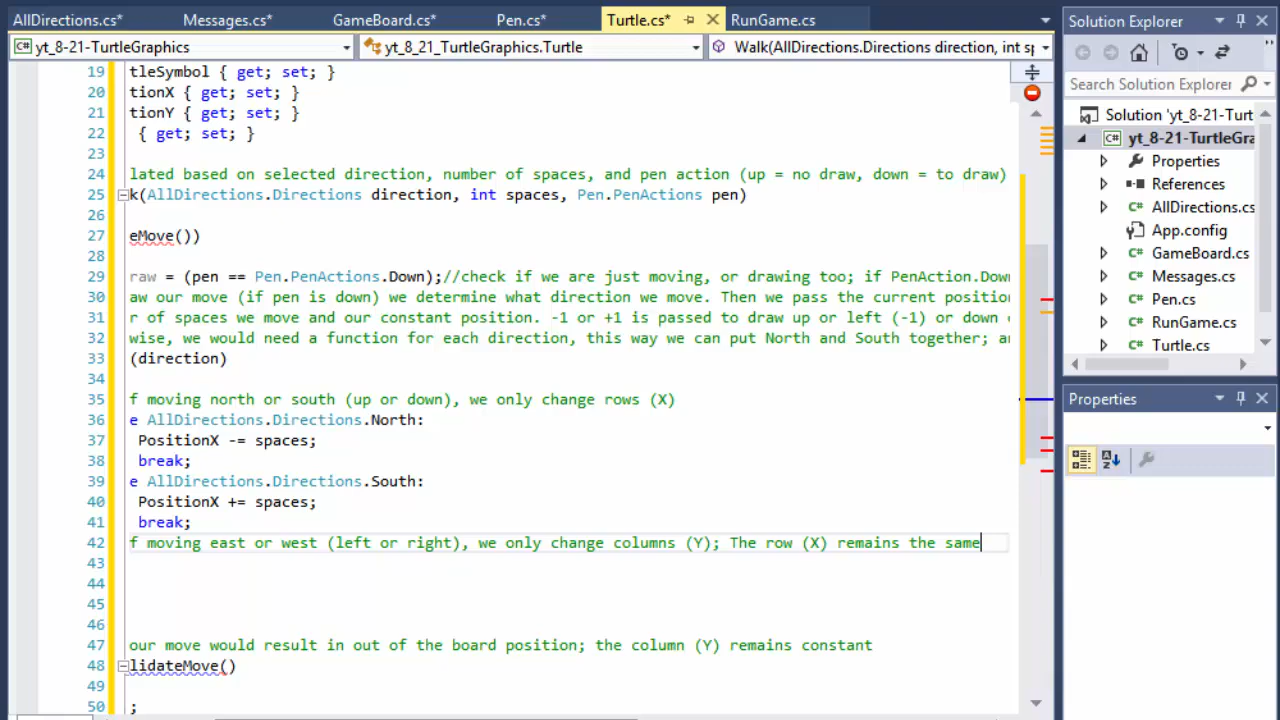 AllDirections.cs* Messages.cs* GameBoard.cs* Pen.cs* Turtle.cs* RunGame.cs
yt_8-21-TurtleGraphics yt_8_21_TurtleGraphics.Turtle Walk(AllDirections.Directions direction, int sp
19 tleSymbol { get; set; }
20 tionX { get; set; }
21 tionY { get; set; }
22 { get; set; }
23
24 lated based on selected direction, number of spaces, and pen action (up = no draw, down = to draw)
25 k(AllDirections.Directions direction, int spaces, Pen.PenActions pen)
26
27 eMove())
28
29 raw = (pen == Pen.PenActions.Down);//check if we are just moving, or drawing too; if PenAction.Down
30 aw our move (if pen is down) we determine what direction we move. Then we pass the current position
31 r of spaces we move and our constant position. -1 or +1 is passed to draw up or left (-1) or down
32 wise, we would need a function for each direction, this way we can put North and South together; an
33 (direction)
34
35 f moving north or south (up or down), we only change rows (X)
36 e AllDirections.Directions.North:
37 PositionX -= spaces;
38 break;
39 e AllDirections.Directions.South:
40 PositionX += spaces;
41 break;
42 f moving east or west (left or right), we only change columns (Y); The row (X) remains the same
43
44
45
46
47 our move would result in out of the board position; the column (Y) remains constant
48 lidateMove()
49
50 ;
Solution Explorer
Search Solution Explorer
Solution 'yt_8-21-Turt
C# yt_8-21-TurtleGra
Properties
References
C# AllDirections.cs
App.config
C# GameBoard.cs
C# Messages.cs
C# Pen.cs
C# RunGame.cs
C# Turtle.cs
Properties